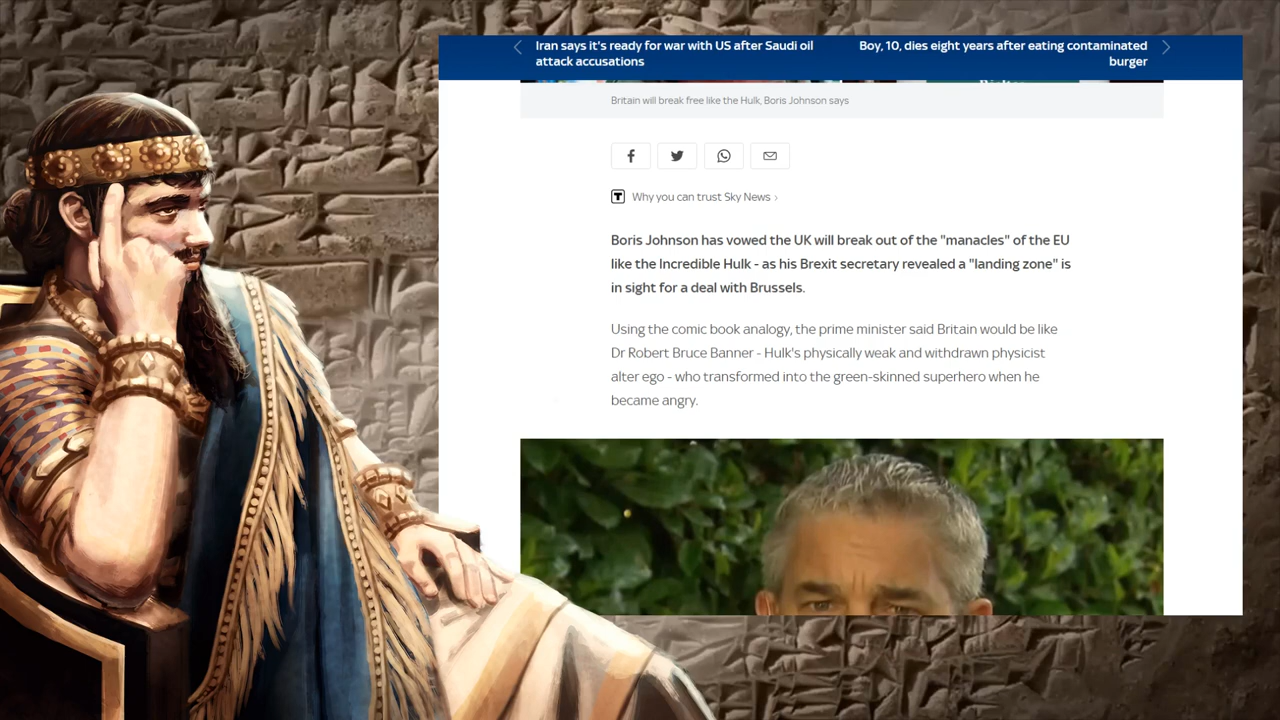 Iran says it's ready for war with US after Saudi oil
attack accusations
Boy, 10, dies eight years after eating contaminated
burger
Britain will break free like the Hulk, Boris Johnson says
Why you can trust Sky News
Boris Johnson has vowed the UK will break out of the "manacles" of the EU
like the Incredible Hulk - as his Brexit secretary revealed a "landing zone" is
in sight for a deal with Brussels.
Using the comic book analogy, the prime minister said Britain would be like
Dr Robert Bruce Banner - Hulk's physically weak and withdrawn physicist
alter ego - who transformed into the green-skinned superhero when he
became angry.